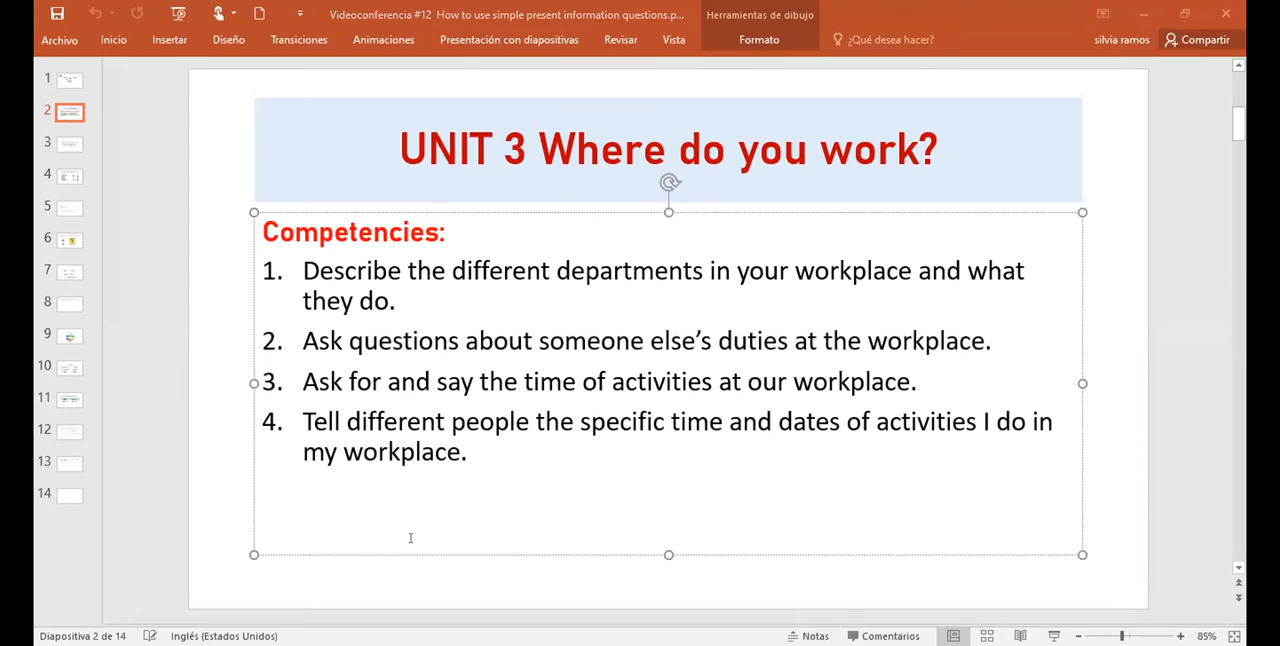 Videoconferencia #12 How to use simple present information questions.p...
Herramientas de dibujo
Archivo Inicio Insertar Diseño Transiciones Animaciones Presentación con diapositivas Revisar Vista Formato ¿Qué desea hacer? silvia ramos Compartir
1
2
3
4
5
6
7
8
9
10
11
12
13
14
UNIT 3 Where do you work?
Competencies:
1. Describe the different departments in your workplace and what
they do.
2. Ask questions about someone else’s duties at the workplace.
3. Ask for and say the time of activities at our workplace.
4. Tell different people the specific time and dates of activities I do in
my workplace.
Diapositiva 2 de 14 Inglés (Estados Unidos) Notas Comentarios 85%